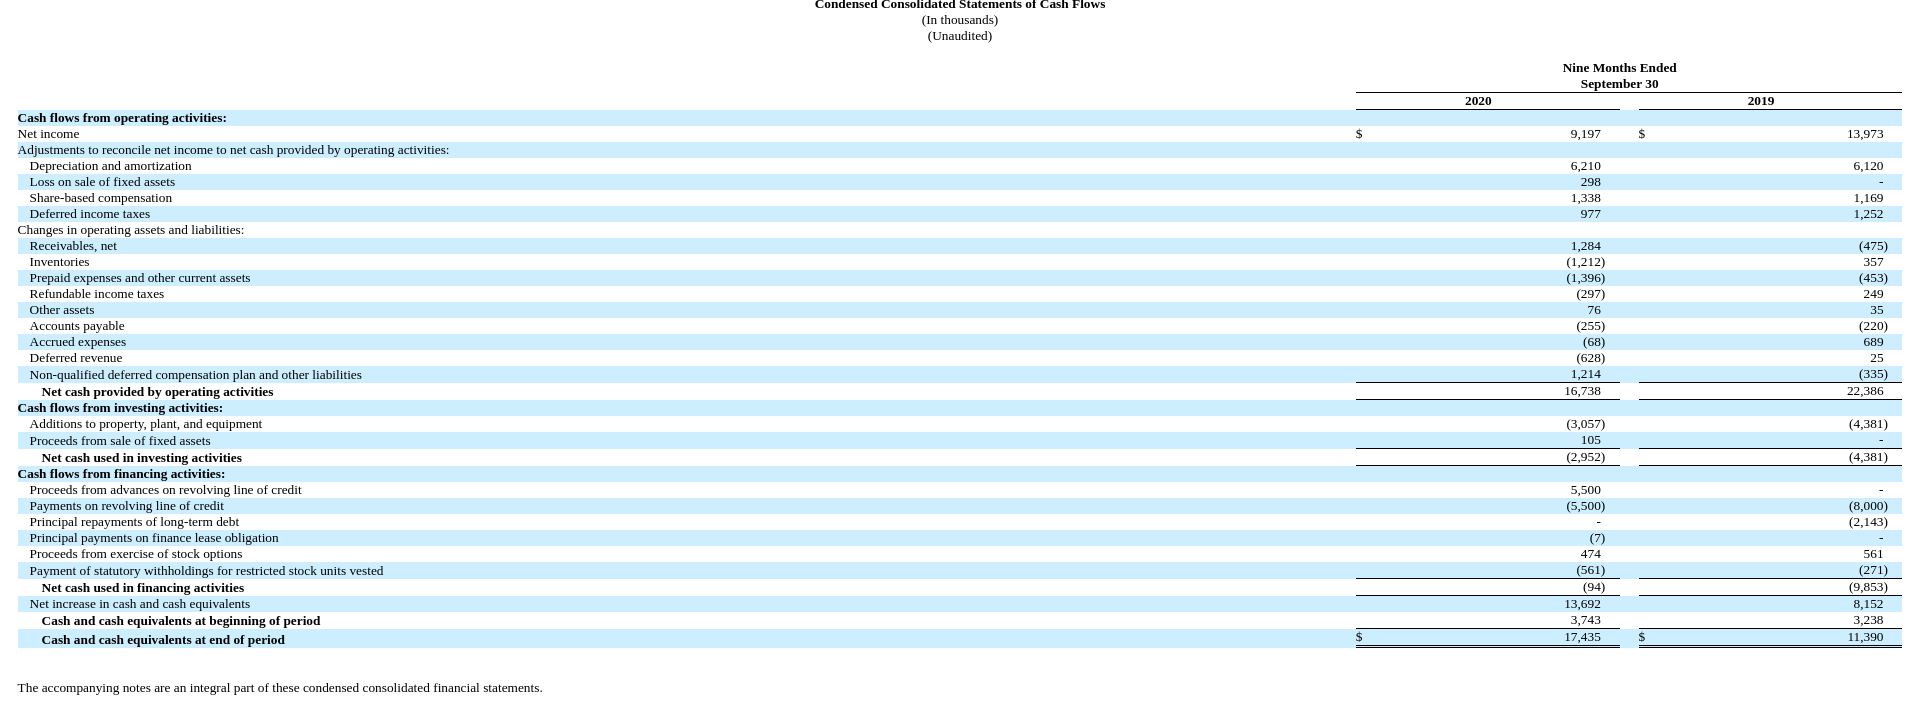 Condensed Consolidated Statements of Cash Flows
(In thousands)
(Unaudited)
Nine Months Ended
September 30
2020 2019
Cash flows from operating activities:
Net income $ 9,197 $ 13,973
Adjustments to reconcile net income to net cash provided by operating activities:
Depreciation and amortization 6,210 6,120
Loss on sale of fixed assets 298 -
Share-based compensation 1,338 1,169
Deferred income taxes 977 1,252
Changes in operating assets and liabilities:
Receivables, net 1,284 (475)
Inventories (1,212) 357
Prepaid expenses and other current assets (1,396) (453)
Refundable income taxes (297) 249
Other assets 76 35
Accounts payable (255) (220)
Accrued expenses (68) 689
Deferred revenue (628) 25
Non-qualified deferred compensation plan and other liabilities 1,214 (335)
Net cash provided by operating activities 16,738 22,386
Cash flows from investing activities:
Additions to property, plant, and equipment (3,057) (4,381)
Proceeds from sale of fixed assets 105 -
Net cash used in investing activities (2,952) (4,381)
Cash flows from financing activities:
Proceeds from advances on revolving line of credit 5,500 -
Payments on revolving line of credit (5,500) (8,000)
Principal repayments of long-term debt - (2,143)
Principal payments on finance lease obligation (7) -
Proceeds from exercise of stock options 474 561
Payment of statutory withholdings for restricted stock units vested (561) (271)
Net cash used in financing activities (94) (9,853)
Net increase in cash and cash equivalents 13,692 8,152
Cash and cash equivalents at beginning of period 3,743 3,238
Cash and cash equivalents at end of period $ 17,435 $ 11,390
The accompanying notes are an integral part of these condensed consolidated financial statements.